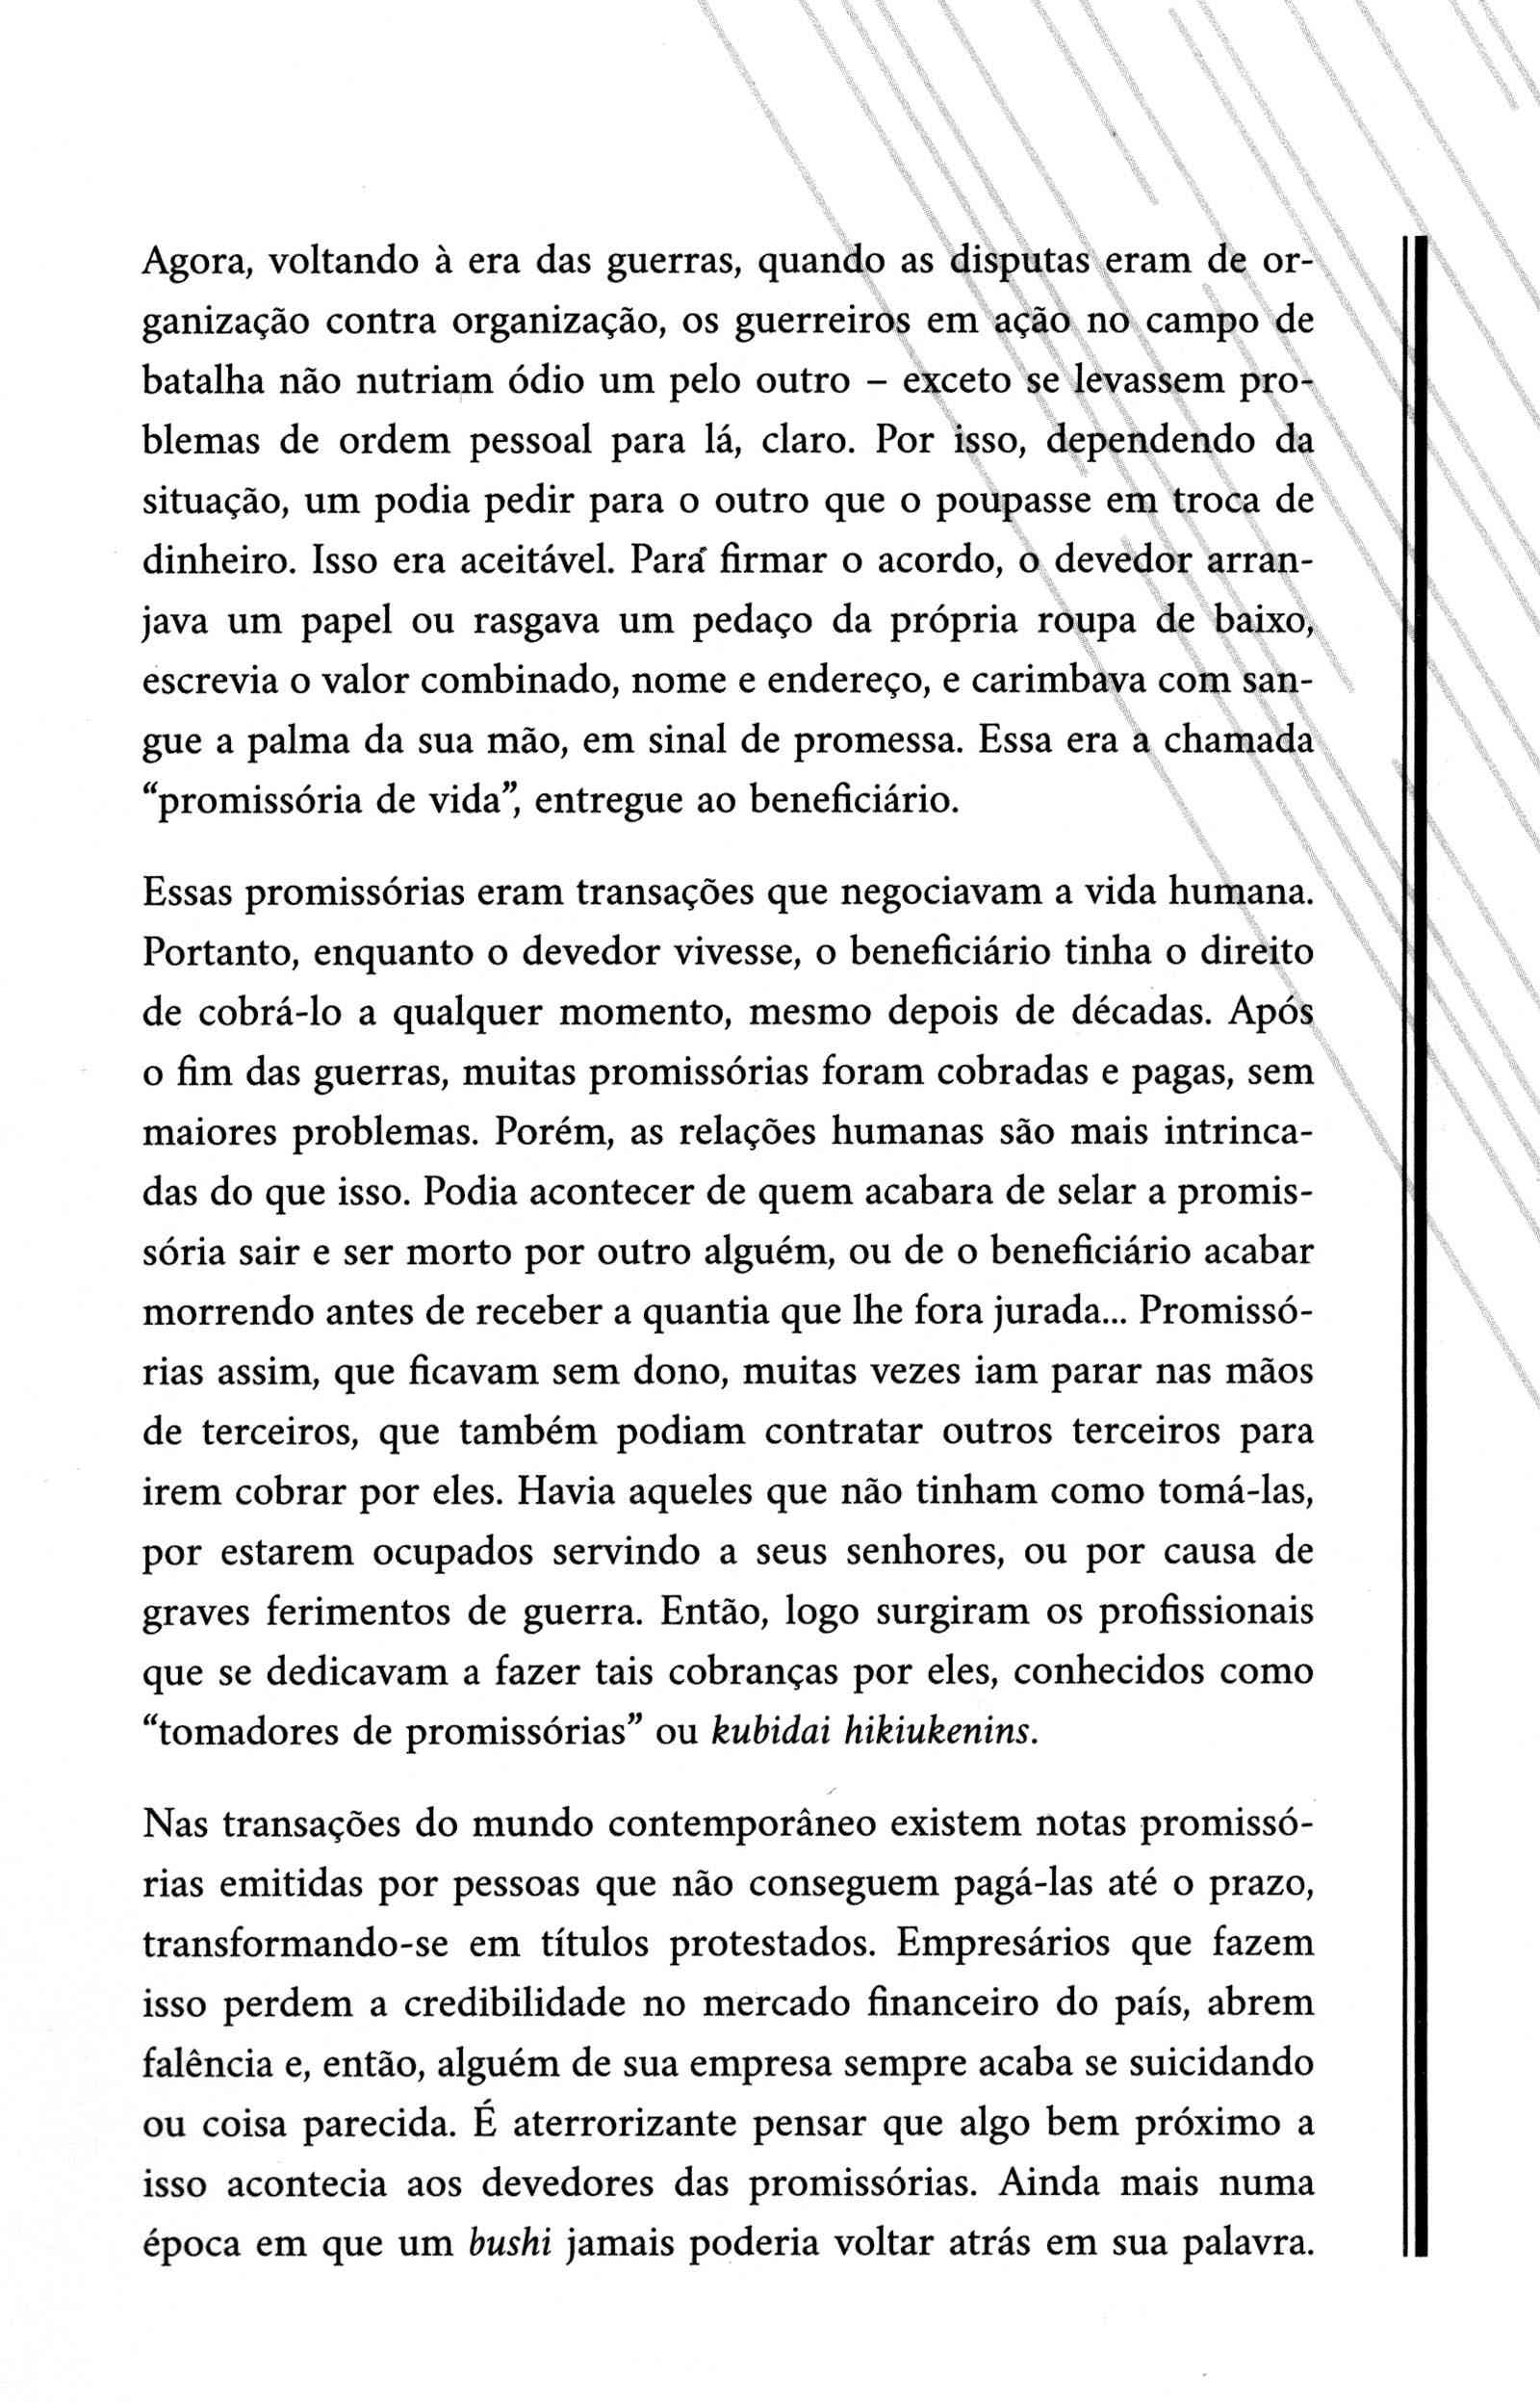 Agora, voltando à era das guerras, quando as disputas eram de or-
ganização contra organização, os guerreiros em ação no campo de
batalha não nutriam ódio um pelo outro – exceto se levassem pro-
blemas de ordem pessoal para lá, claro. Por isso, dependendo da
situação, um podia pedir para o outro que o poupasse em troca de
dinheiro. Isso era aceitável. Para firmar o acordo, o devedor arran-
java um papel ou rasgava um pedaço da própria roupa de baixo,
escrevia o valor combinado, nome e endereço, e carimbava com san-
gue a palma da sua mão, em sinal de promessa. Essa era a chamada
“promissória de vida”, entregue ao beneficiário.
Essas promissórias eram transações que negociavam a vida humana.
Portanto, enquanto o devedor vivesse, o beneficiário tinha o direito
de cobrá-lo a qualquer momento, mesmo depois de décadas. Após
o fim das guerras, muitas promissórias foram cobradas e pagas, sem
maiores problemas. Porém, as relações humanas são mais intrinca-
das do que isso. Podia acontecer de quem acabara de selar a promis-
sória sair e ser morto por outro alguém, ou de o beneficiário acabar
morrendo antes de receber a quantia que lhe fora jurada... Promissó-
rias assim, que ficavam sem dono, muitas vezes iam parar nas mãos
de terceiros, que também podiam contratar outros terceiros para
irem cobrar por eles. Havia aqueles que não tinham como tomá-las,
por estarem ocupados servindo a seus senhores, ou por causa de
graves ferimentos de guerra. Então, logo surgiram os profissionais
que se dedicavam a fazer tais cobranças por eles, conhecidos como
“tomadores de promissórias” ou kubidai hikiukenins.
Nas transações do mundo contemporâneo existem notas promissó-
rias emitidas por pessoas que não conseguem pagá-las até o prazo,
transformando-se em títulos protestados. Empresários que fazem
isso perdem a credibilidade no mercado financeiro do país, abrem
falência e, então, alguém de sua empresa sempre acaba se suicidando
ou coisa parecida. É aterrorizante pensar que algo bem próximo a
isso acontecia aos devedores das promissórias. Ainda mais numa
época em que um bushi jamais poderia voltar atrás em sua palavra.